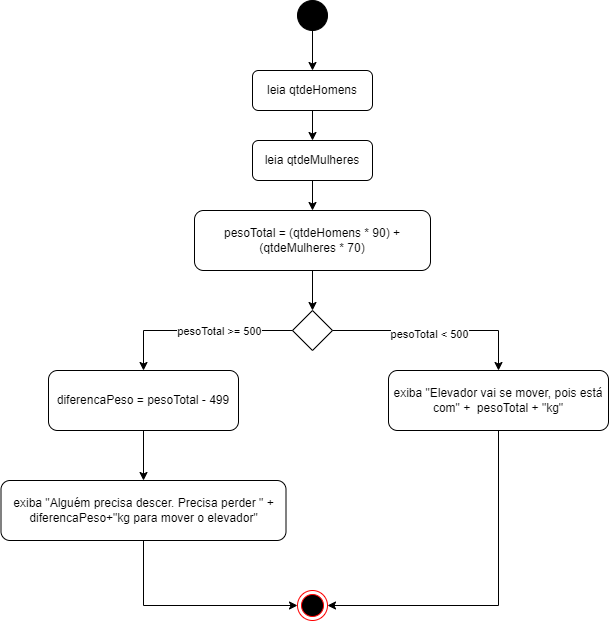 leia qtdeHomens
leia qtdeMulheres
pesoTotal = (qtdeHomens * 90) +
(qtdeMulheres * 70)
pesoTotal >= 500
pesoTotal < 500
diferencaPeso = pesoTotal - 499
exiba "Elevador vai se mover, pois está
com" +  pesoTotal + "kg"
exiba "Alguém precisa descer. Precisa perder " +
diferencaPeso+"kg para mover o elevador"